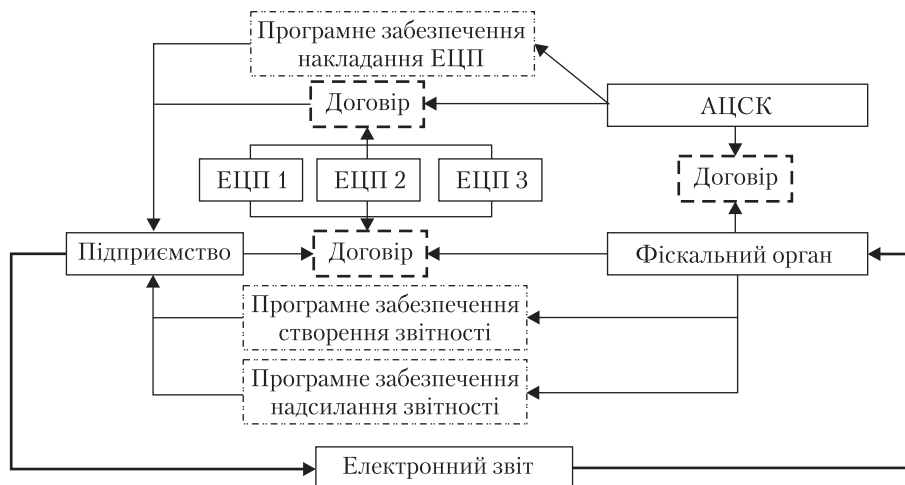 Програмне забезпечення
накладання ЕЦП
Договір
АЦСК
ЕЦП 1
ЕЦП 2
ЕЦП 3
Договір
Підприємство
Договір
Фіскальний орган
Програмне забезпечення
створення звітності
Програмне забезпечення
надсилання звітності
Електронний звіт